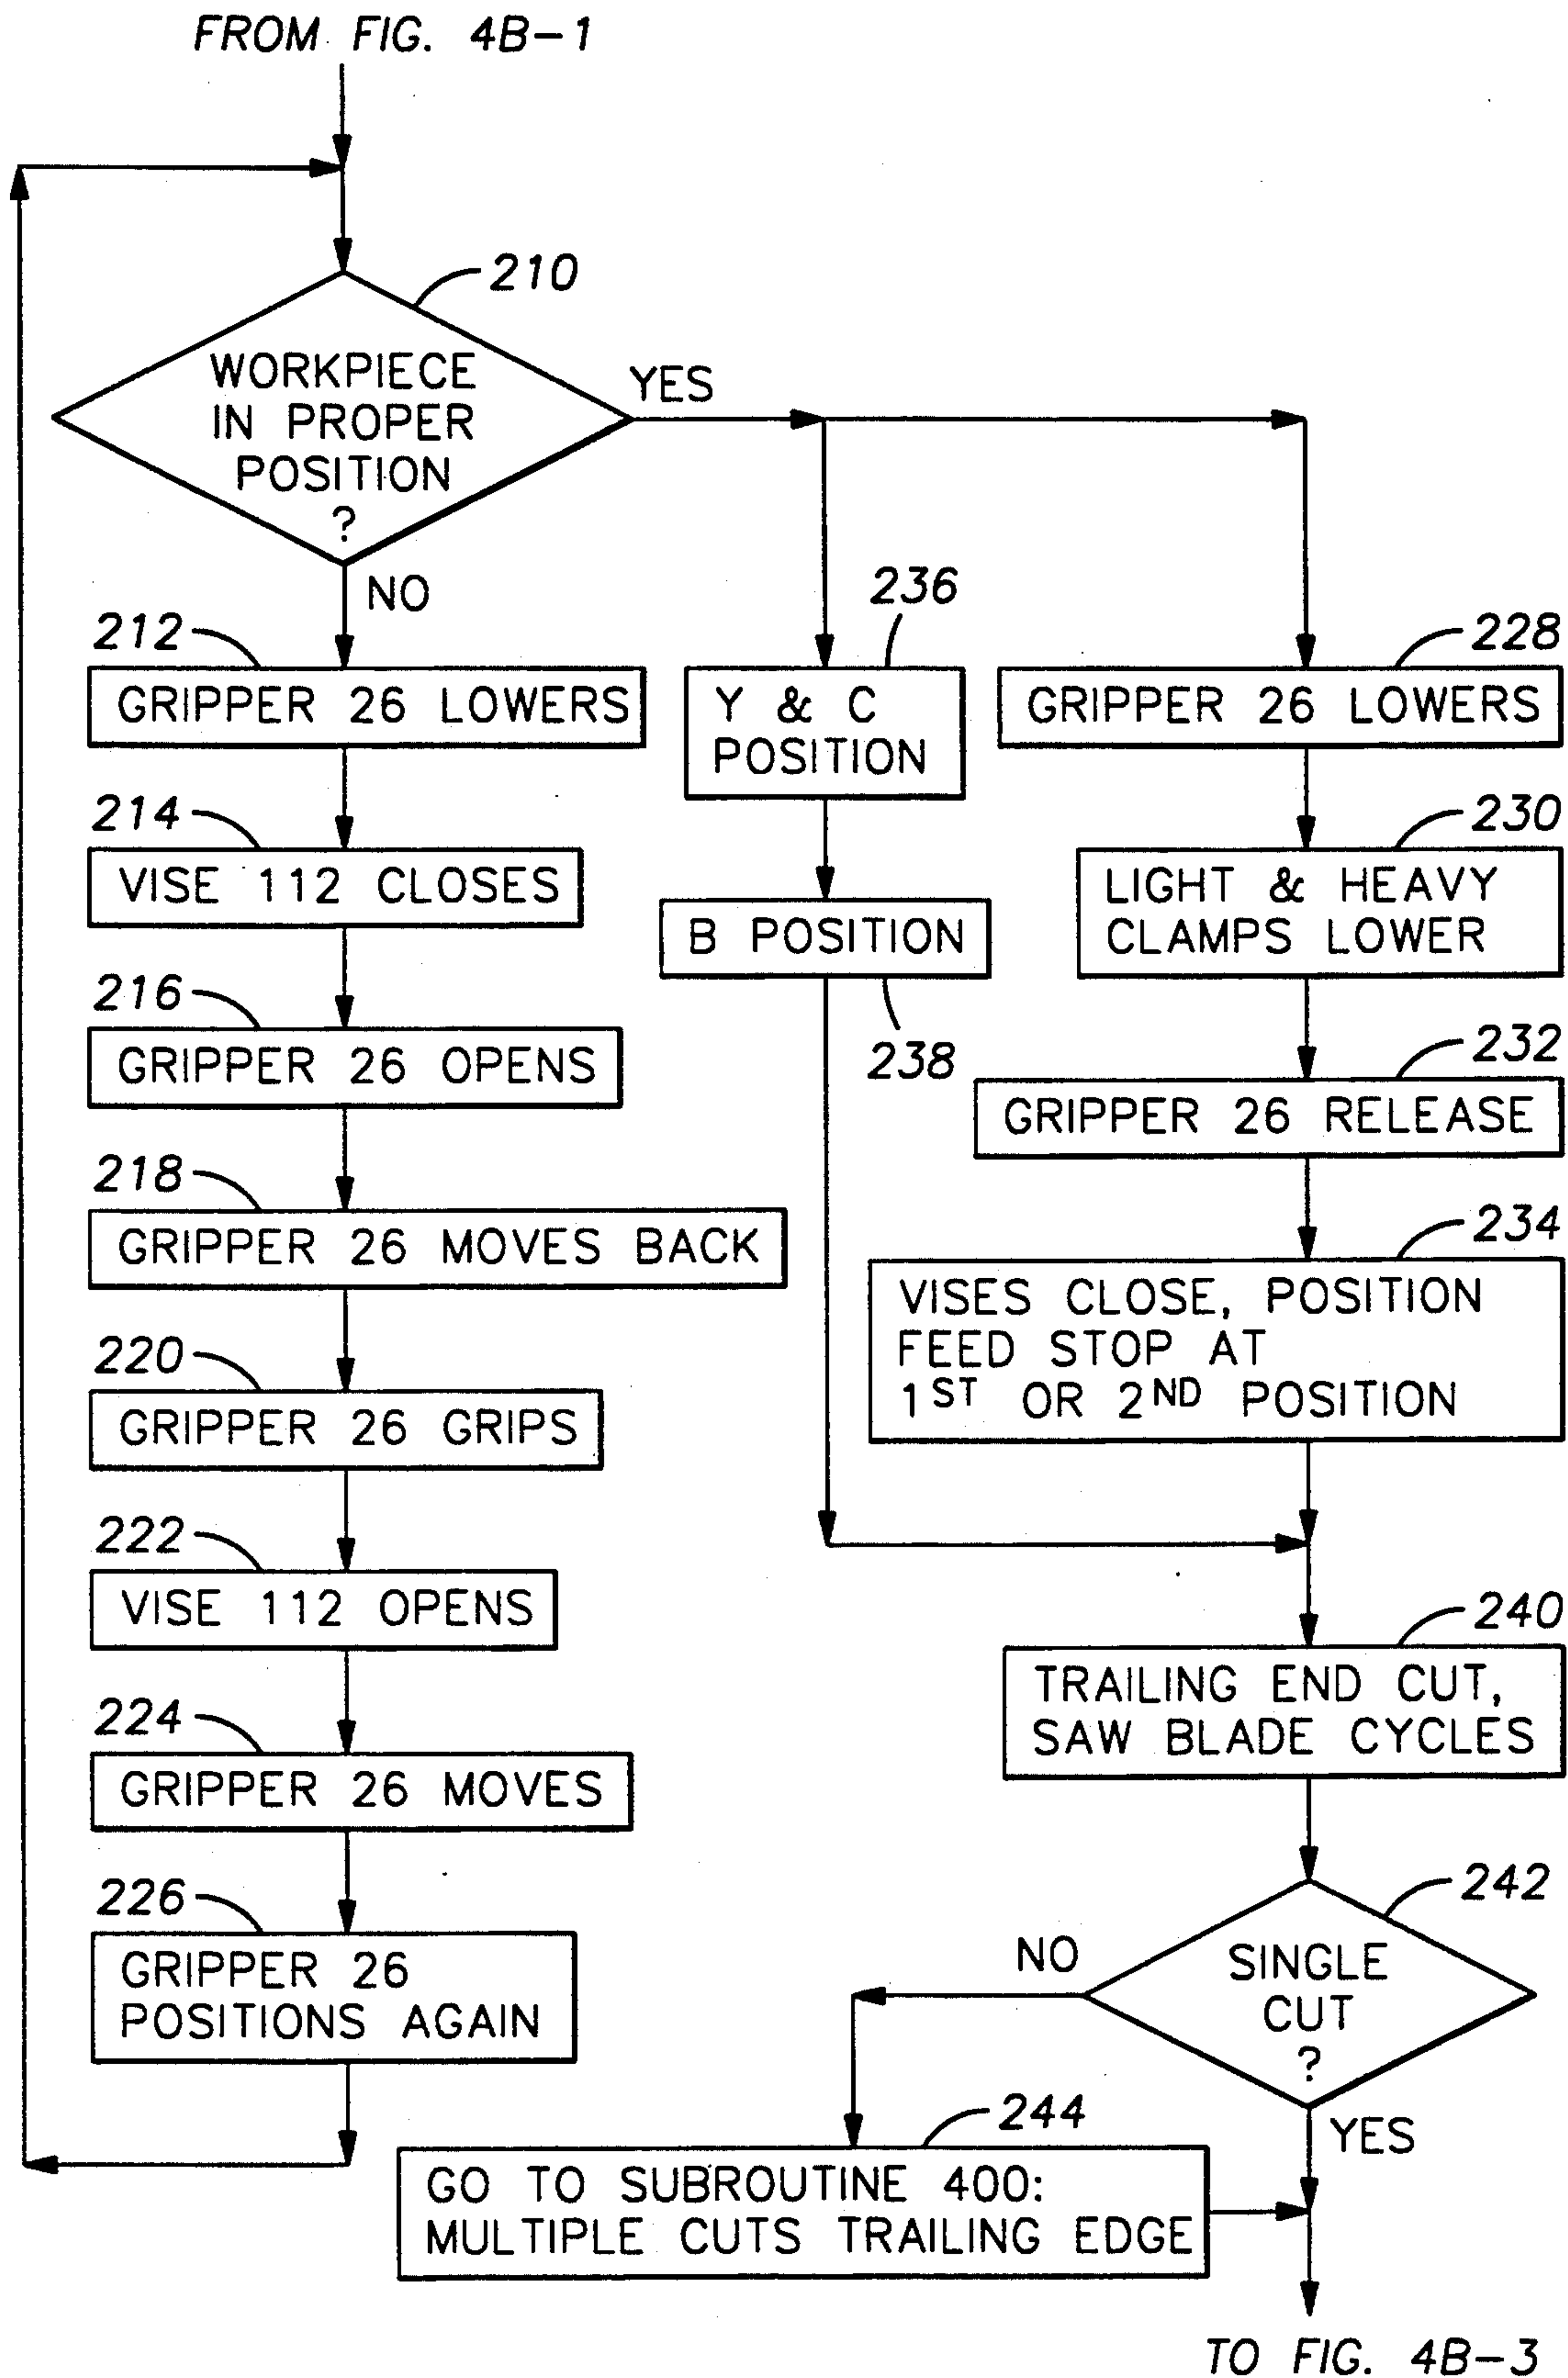 FROM FIG. 4B-1
210
WORKPIECE
IN PROPER
POSITION
?
YES
NO
212
GRIPPER 26 LOWERS
214
VISE 112 CLOSES
216
GRIPPER 26 OPENS
218
GRIPPER 26 MOVES BACK
220
GRIPPER 26 GRIPS
222
VISE 112 OPENS
224
GRIPPER 26 MOVES
226
GRIPPER 26
POSITIONS AGAIN
236
Y & C
POSITION
B POSITION
238
228
GRIPPER 26 LOWERS
230
LIGHT & HEAVY
CLAMPS LOWER
232
GRIPPER 26 RELEASE
234
VISES CLOSE, POSITION
FEED STOP AT
1ST OR 2ND POSITION
240
TRAILING END CUT,
SAW BLADE CYCLES
242
SINGLE
CUT
?
NO
YES
244
GO TO SUBROUTINE 400:
MULTIPLE CUTS TRAILING EDGE
TO FIG. 4B-3